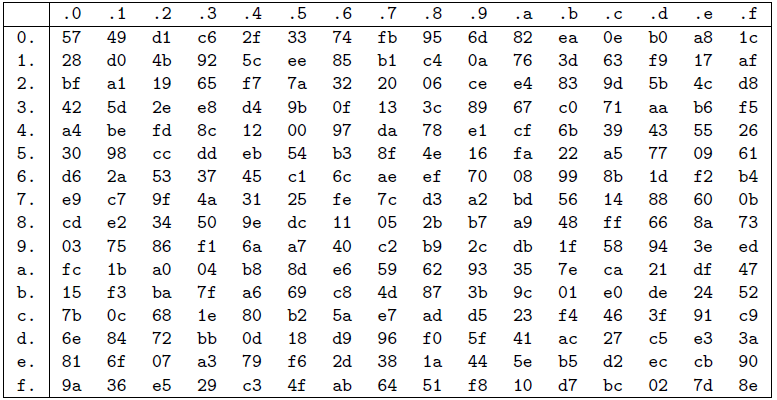 .0 .1 .2 .3 .4 .5 .6 .7 .8 .9 .a .b .c .d .e .f
0. 57 49 d1 c6 2f 33 74 fb 95 6d 82 ea 0e b0 a8 1c
1. 28 d0 4b 92 5c ee 85 b1 c4 0a 76 3d 63 f9 17 af
2. bf a1 19 65 f7 7a 32 20 06 ce e4 83 9d 5b 4c d8
3. 42 5d 2e e8 d4 9b 0f 13 3c 89 67 c0 71 aa b6 f5
4. a4 be fd 8c 12 00 97 da 78 e1 cf 6b 39 43 55 26
5. 30 98 cc dd eb 54 b3 8f 4e 16 fa 22 a5 77 09 61
6. d6 2a 53 37 45 c1 6c ae ef 70 08 99 8b 1d f2 b4
7. e9 c7 9f 4a 31 25 fe 7c d3 a2 bd 56 14 88 60 0b
8. cd e2 34 50 9e dc 11 05 2b b7 a9 48 ff 66 8a 73
9. 03 75 86 f1 6a a7 40 c2 b9 2c db 1f 58 94 3e ed
a. fc 1b a0 04 b8 8d e6 59 62 93 35 7e ca 21 df 47
b. 15 f3 ba 7f a6 69 c8 4d 87 3b 9c 01 e0 de 24 52
c. 7b 0c 68 1e 80 b2 5a e7 ad d5 23 f4 46 3f 91 c9
d. 6e 84 72 bb 0d 18 d9 96 f0 5f 41 ac 27 c5 e3 3a
e. 81 6f 07 a3 79 f6 2d 38 1a 44 5e b5 d2 ec cb 90
f. 9a 36 e5 29 c3 4f ab 64 51 f8 10 d7 bc 02 7d 8e